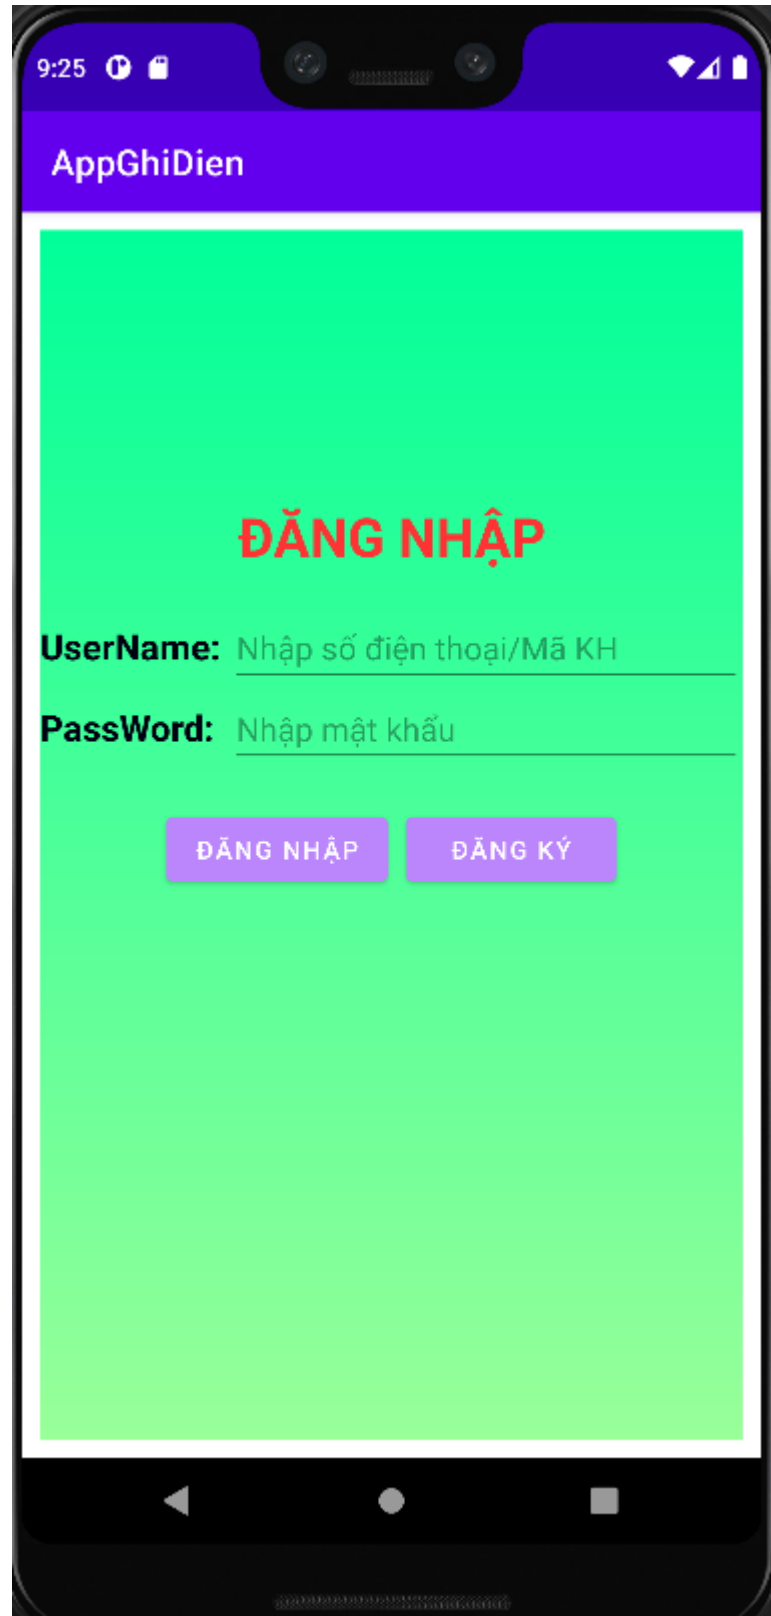 9:25
AppGhiDien
ĐĂNG NHẬP
UserName: Nhập số điện thoại/Mã KH
PassWord: Nhập mật khẩu
ĐĂNG NHẬP ĐĂNG KÝ